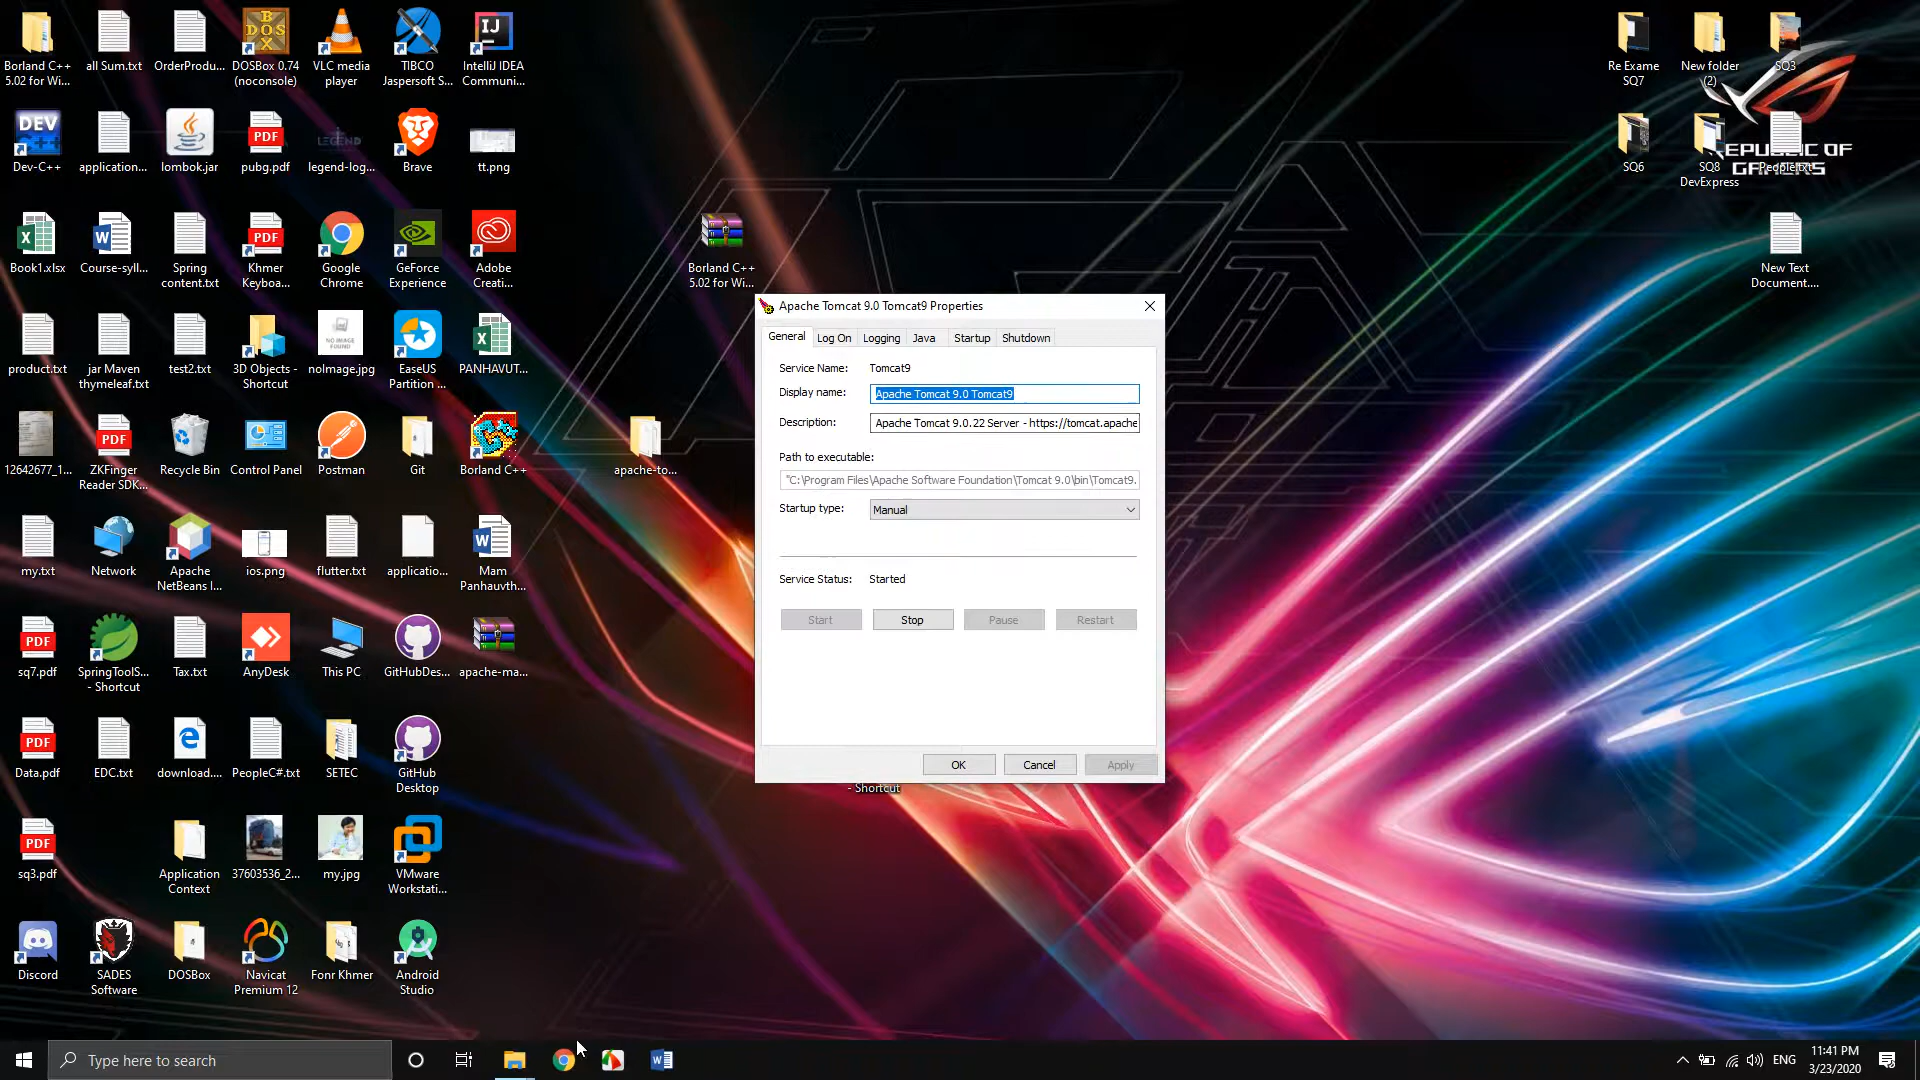 Borland C++
5.02 for Wi...
all Sum.txt
OrderProdu...
DOSBox 0.74
(noconsole)
VLC media
player
TIBCO
Jaspersoft S...
IntelliJ IDEA
Communi...
Dev-C++
application...
lombok.jar
pubg.pdf
legend-log...
Brave
tt.png
Book1.xlsx
Course-syll...
Spring
content.txt
Khmer
Keyboa...
Google
Chrome
GeForce
Experience
Adobe
Creati...
product.txt
jar Maven
thymeleaf.txt
test2.txt
3D Objects -
Shortcut
noImage.jpg
EaseUS
Partition ...
PANHAVUT...
12642677_1...
ZKFinger
Reader SDK...
Recycle Bin
Control Panel
Postman
Git
Borland C++
my.txt
Network
Apache
NetBeans I...
ios.png
flutter.txt
applicatio...
Mam
Panhauvth...
sq7.pdf
SpringToolS...
- Shortcut
Tax.txt
AnyDesk
This PC
GitHubDes...
apache-ma...
Data.pdf
EDC.txt
download....
PeopleC#.txt
SETEC
GitHub
Desktop
sq3.pdf
Application
Context
37603536_2...
my.jpg
VMware
Workstati...
Discord
SADES
Software
DOSBox
Navicat
Premium 12
Fonr Khmer
Android
Studio
Borland C++
5.02 for Wi...
apache-to...
- Shortcut
Re Exame
SQ7
New folder
(2)
SQ3
SQ6
SQ8
DevExpress
REPUBLIC OF
GAMERS
New Text
Document....
Apache Tomcat 9.0 Tomcat9 Properties
General
Log On
Logging
Java
Startup
Shutdown
Service Name:
Tomcat9
Display name:
Apache Tomcat 9.0 Tomcat9
Description:
Apache Tomcat 9.0.22 Server - https://tomcat.apache
Path to executable:
"C:\Program Files\Apache Software Foundation\Tomcat 9.0\bin\Tomcat9.
Startup type:
Manual
Service Status:
Started
Start
Stop
Pause
Restart
OK
Cancel
Apply
Type here to search
ENG
11:41 PM
3/23/2020